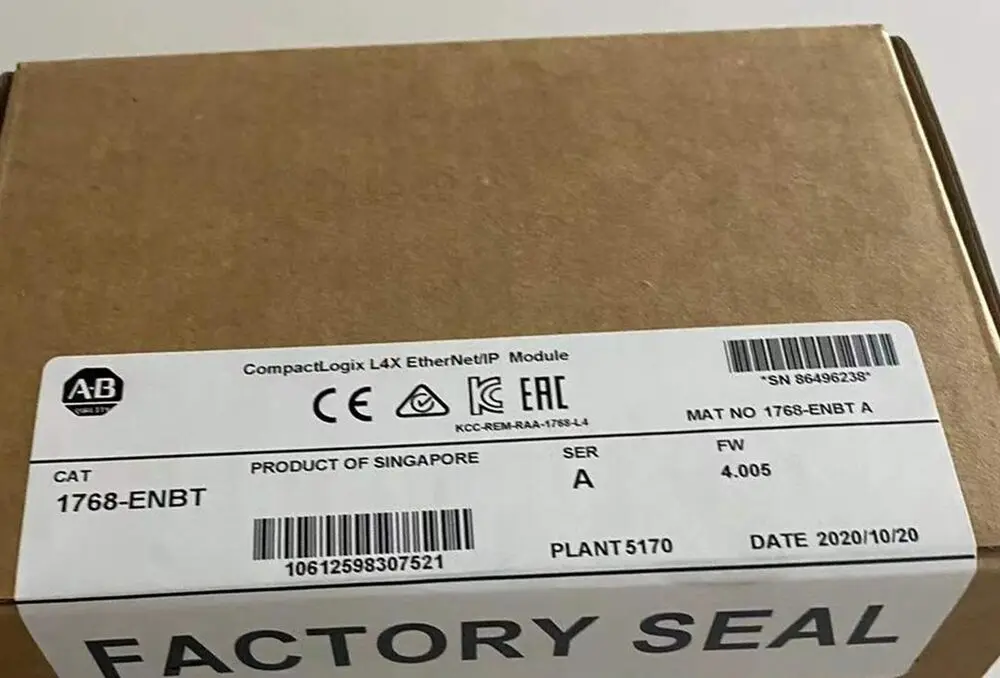 A-B
QUALITY
CompactLogix L4X EtherNet/IP Module
CE
EAC
KCC-REM-RAA-1768-L4
*SN 86496238*
MAT NO 1768-ENBT A
CAT
1768-ENBT
PRODUCT OF SINGAPORE
10612598307521
SER
A
PLANT 5170
FW
4.005
DATE 2020/10/20
FACTORY SEAL